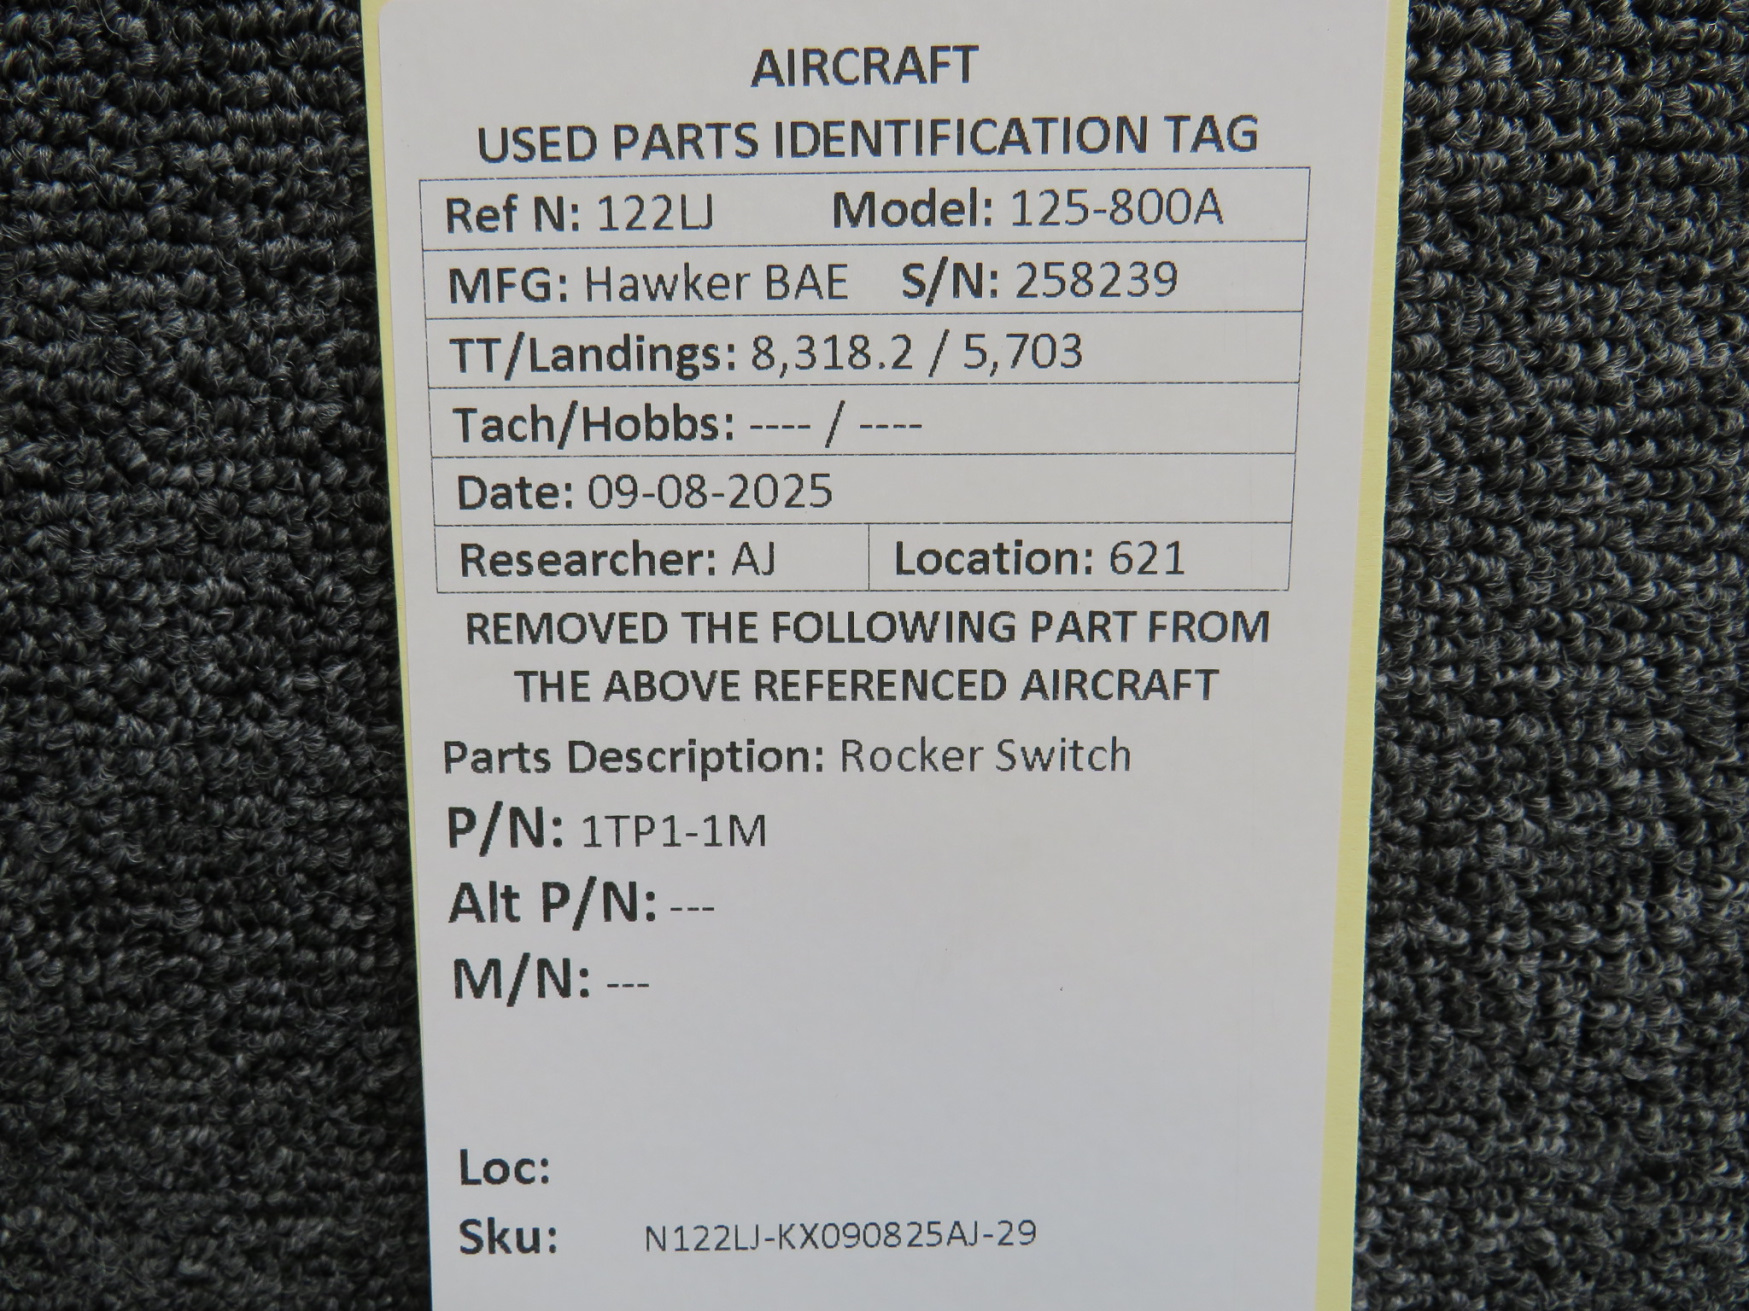 AIRCRAFT
USED PARTS IDENTIFICATION TAG
Ref N: 122LJ Model: 125-800A
MFG: Hawker BAE S/N: 258239
TT/Landings: 8,318.2 / 5,703
Tach/Hobbs: ---- / ----
Date: 09-08-2025
Researcher: AJ Location: 621
REMOVED THE FOLLOWING PART FROM
THE ABOVE REFERENCED AIRCRAFT
Parts Description: Rocker Switch
P/N: 1TP1-1M
Alt P/N: ---
M/N: ---
Loc:
Sku: N122LJ-KX090825AJ-29